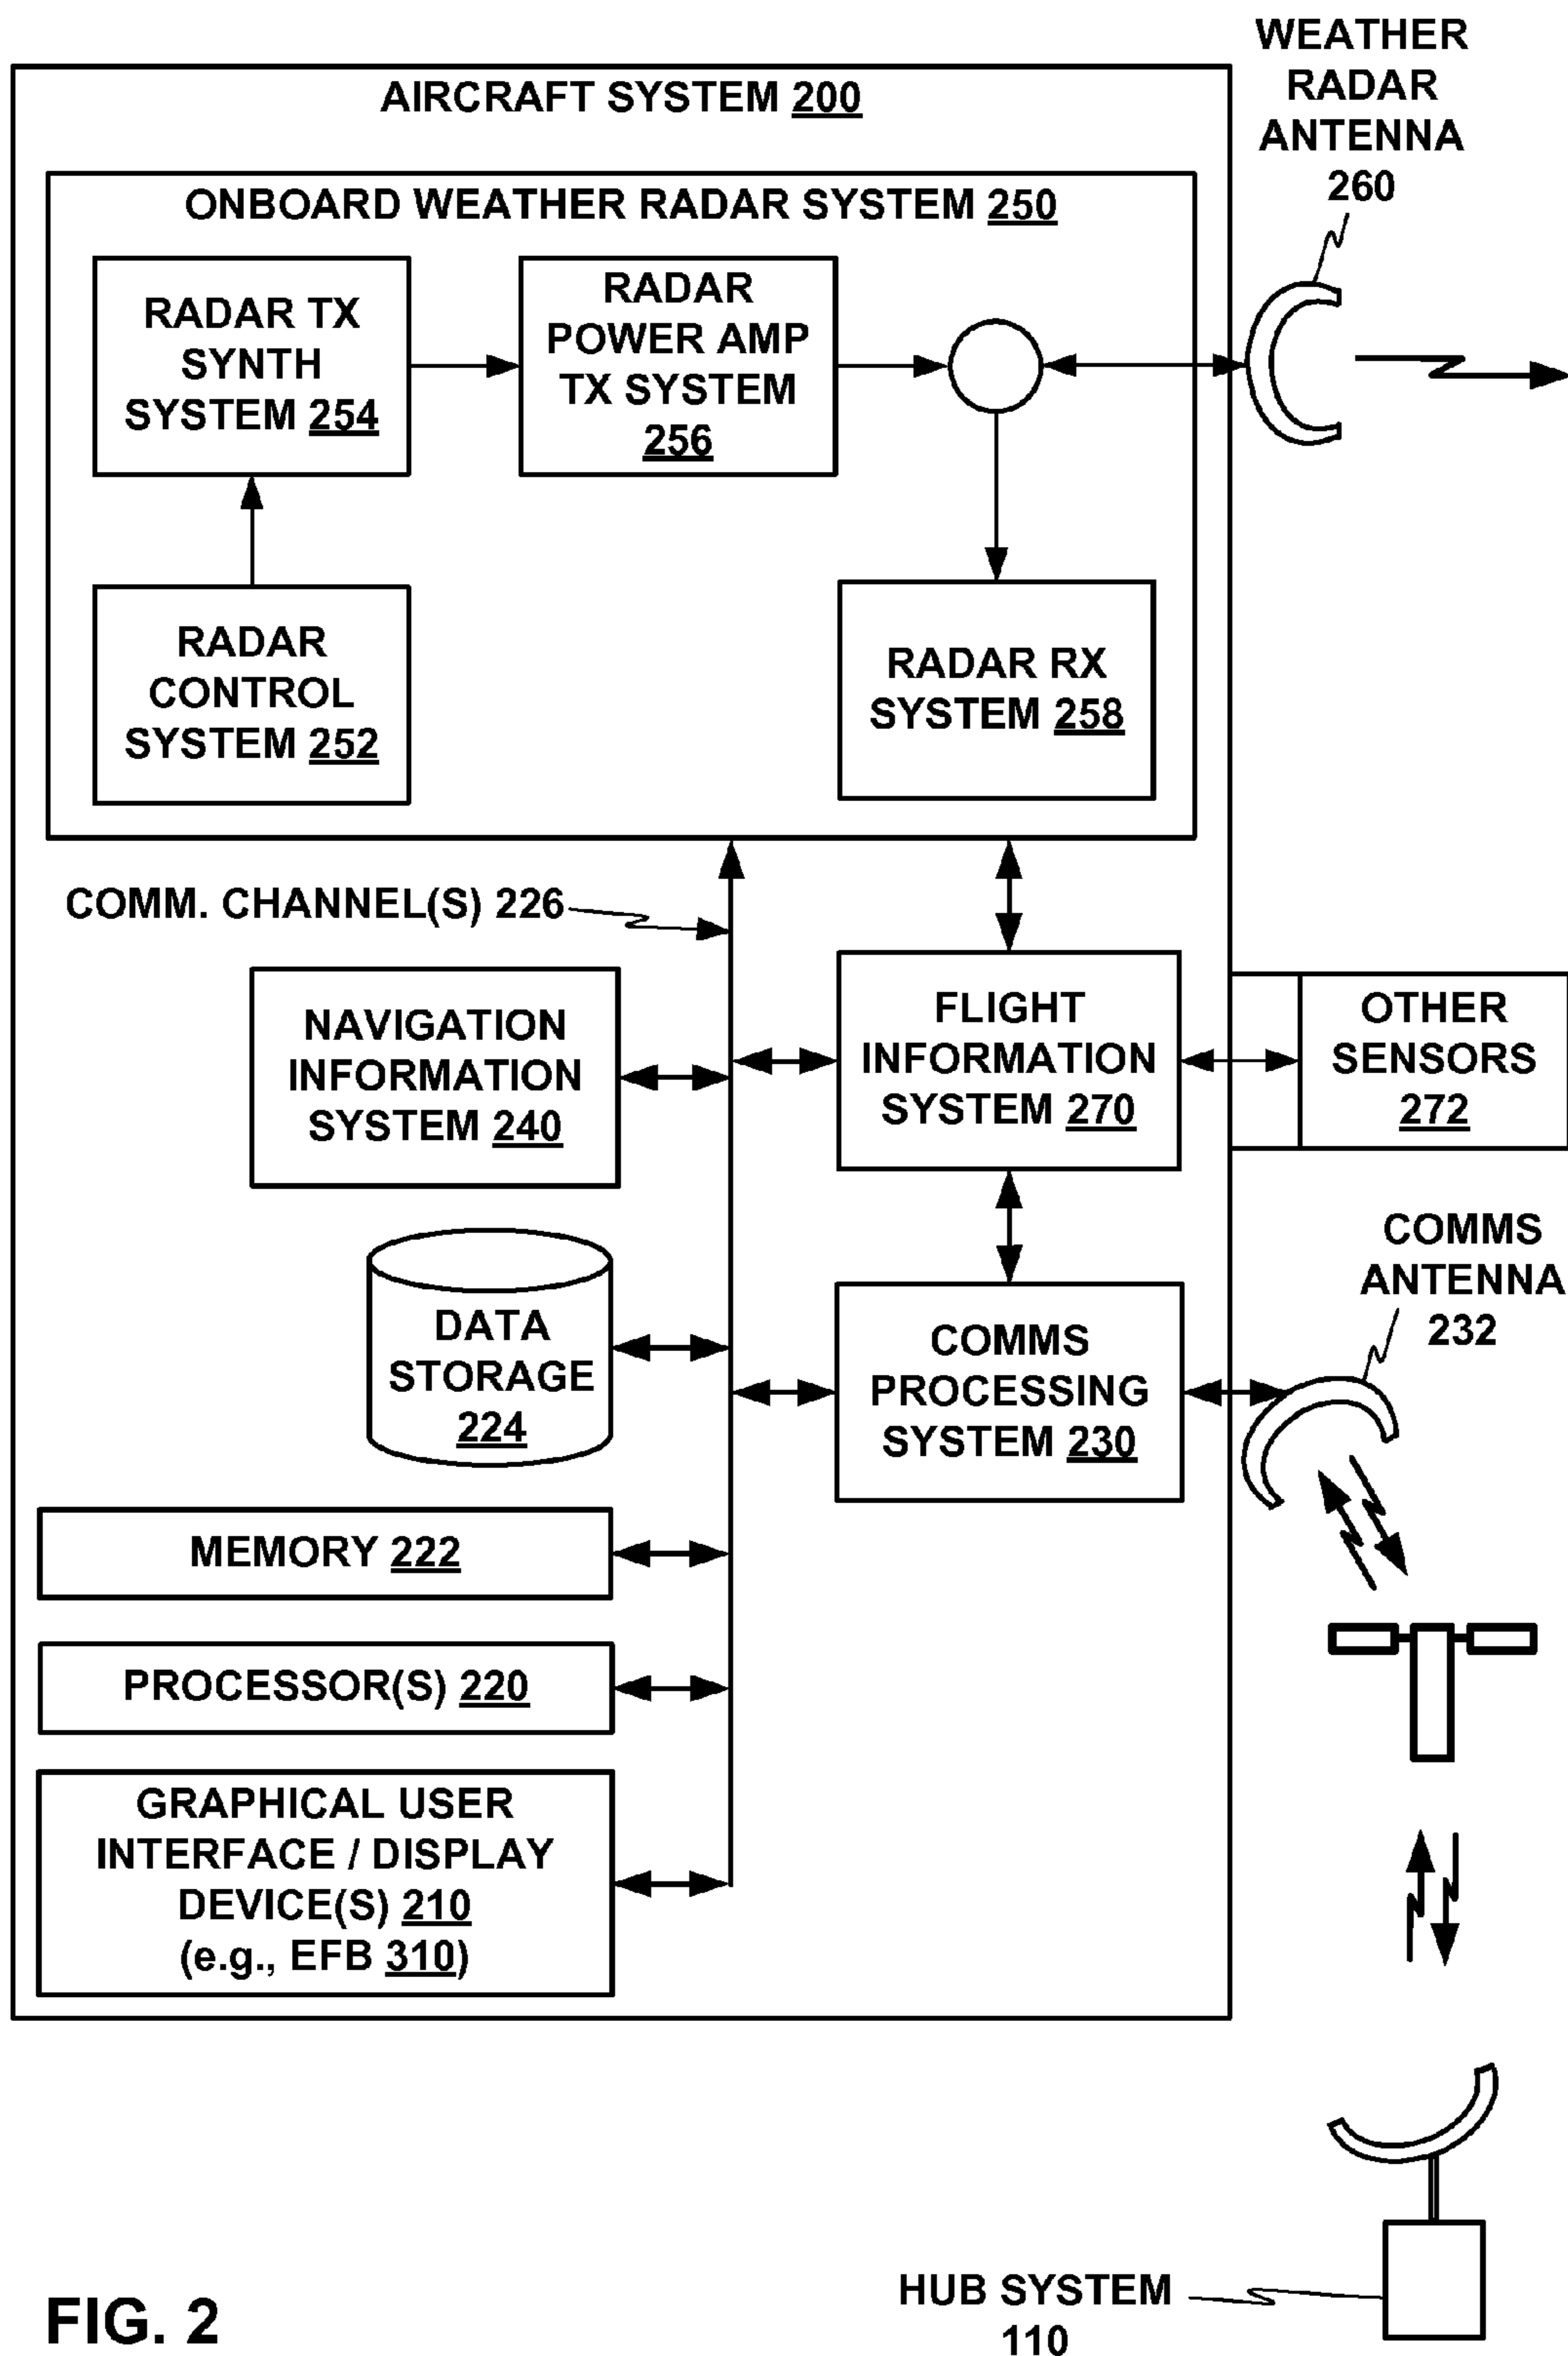 WEATHER
RADAR
ANTENNA
260
AIRCRAFT SYSTEM 200
ONBOARD WEATHER RADAR SYSTEM 250
RADAR TX
SYNTH
SYSTEM 254
RADAR
POWER AMP
TX SYSTEM
256
RADAR
CONTROL
SYSTEM 252
RADAR RX
SYSTEM 258
COMM. CHANNEL(S) 226
NAVIGATION
INFORMATION
SYSTEM 240
FLIGHT
INFORMATION
SYSTEM 270
OTHER
SENSORS
272
DATA
STORAGE
224
COMMS
PROCESSING
SYSTEM 230
COMMS
ANTENNA
232
MEMORY 222
PROCESSOR(S) 220
GRAPHICAL USER
INTERFACE / DISPLAY
DEVICE(S) 210
(e.g., EFB 310)
HUB SYSTEM
110
FIG. 2